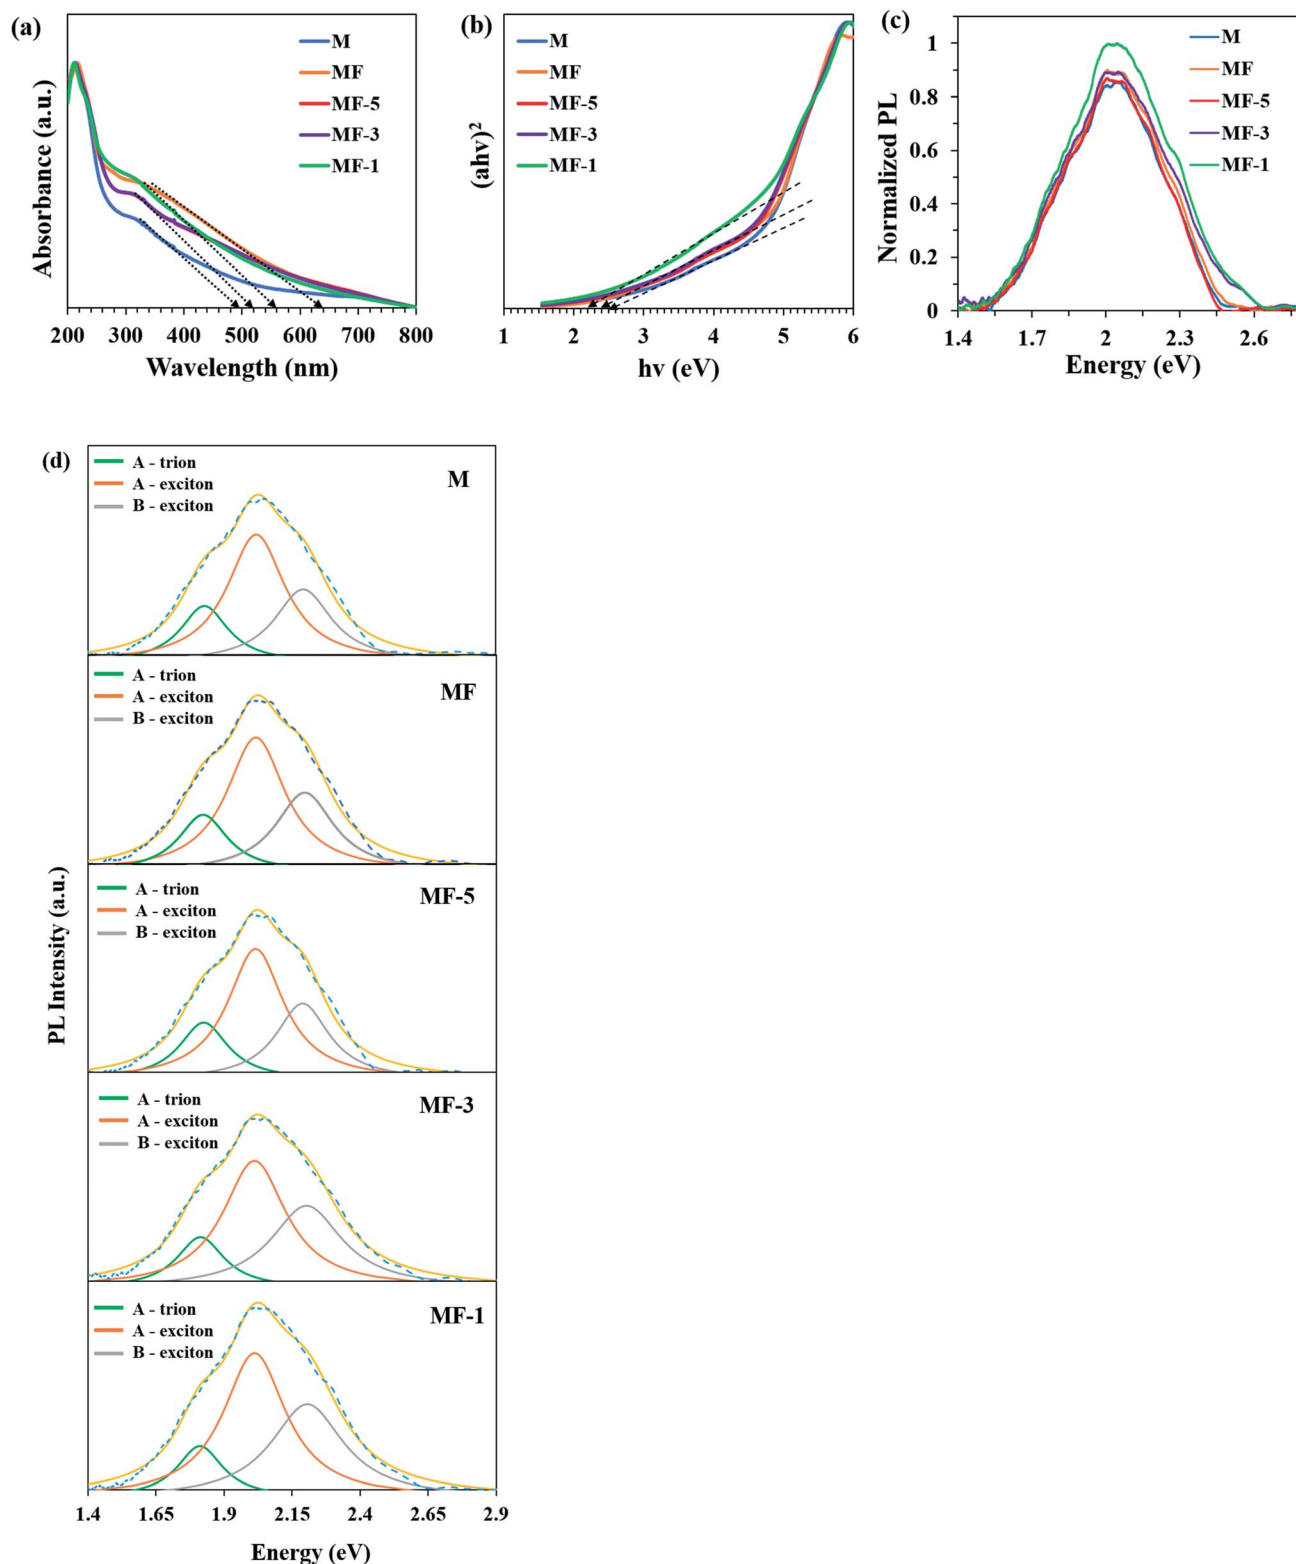 (a)
M
MF
MF-5
MF-3
MF-1
Absorbance (a.u.)
200 300 400 500 600 700 800
Wavelength (nm)
(b)
M
MF
MF-5
MF-3
MF-1
(ahv)²
1 2 3 4 5 6
hv (eV)
(c)
M
MF
MF-5
MF-3
MF-1
Normalized PL
1
0.8
0.6
0.4
0.2
0
1.4 1.7 2 2.3 2.6
Energy (eV)
(d)
A - trion
A - exciton
B - exciton
M
A - trion
A - exciton
B - exciton
MF
A - trion
A - exciton
B - exciton
MF-5
A - trion
A - exciton
B - exciton
MF-3
A - trion
A - exciton
B - exciton
MF-1
PL Intensity (a.u.)
1.4 1.65 1.9 2.15 2.4 2.65 2.9
Energy (eV)